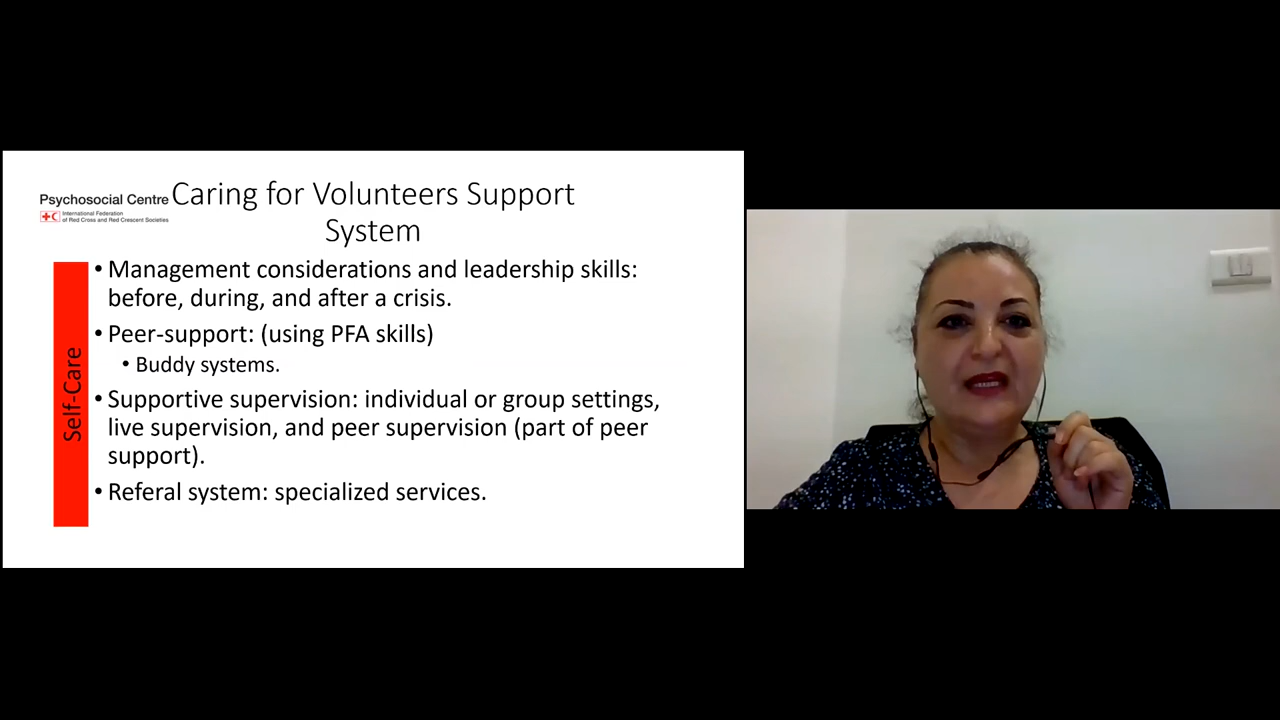 Psychosocial Centre
International Federation
of Red Cross and Red Crescent Societies
Caring for Volunteers Support
System
Self-Care
• Management considerations and leadership skills:
before, during, and after a crisis.
• Peer-support: (using PFA skills)
• Buddy systems.
• Supportive supervision: individual or group settings,
live supervision, and peer supervision (part of peer
support).
• Referal system: specialized services.